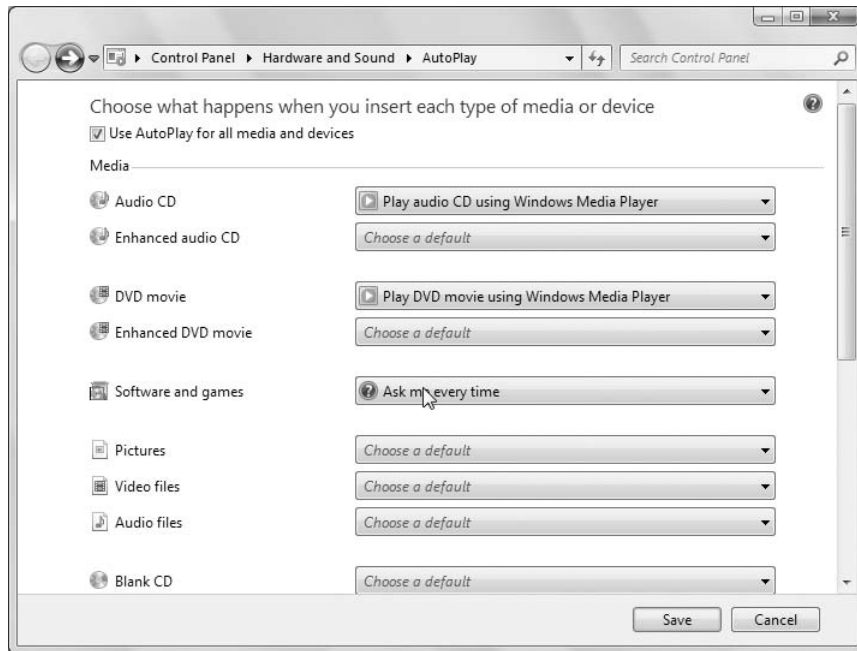 Control Panel Hardware and Sound AutoPlay Search Control Panel
Choose what happens when you insert each type of media or device
Use AutoPlay for all media and devices
Media
Audio CD Play audio CD using Windows Media Player
Enhanced audio CD Choose a default
DVD movie Play DVD movie using Windows Media Player
Enhanced DVD movie Choose a default
Software and games Ask me every time
Pictures Choose a default
Video files Choose a default
Audio files Choose a default
Blank CD Choose a default
Save Cancel